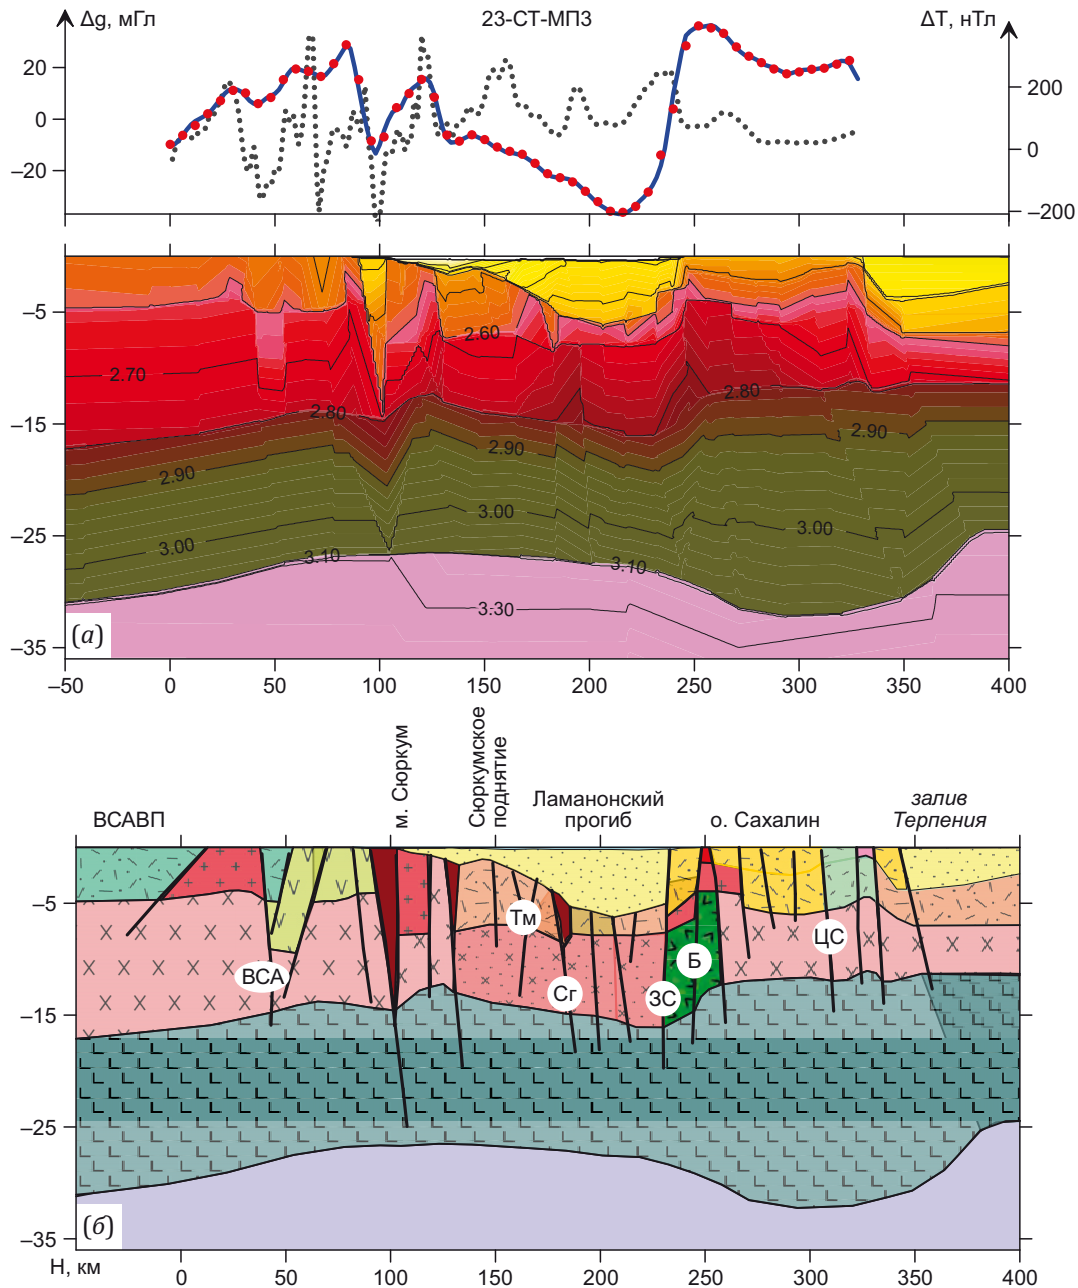 Δg, мГл 23-СТ-МПЗ ΔT, нТл
20
0
–20
200
0
–200
–5
–15
–25
–35
2.60
2.70
2.80
2.80
2.90
2.90
2.90
3.00
3.00
3.00
3.10
3.10
3.30
(а)
–50 0 50 100 150 200 250 300 350 400
ВСАВП
м. Сюркум
Сюркумское
поднятие
Ламанонский
прогиб
о. Сахалин
залив
Терпения
–5
–15
–25
–35
Тм
ЦС
ВСА
Б
Сг
ЗС
(б)
Н, км
0 50 100 150 200 250 300 350 400